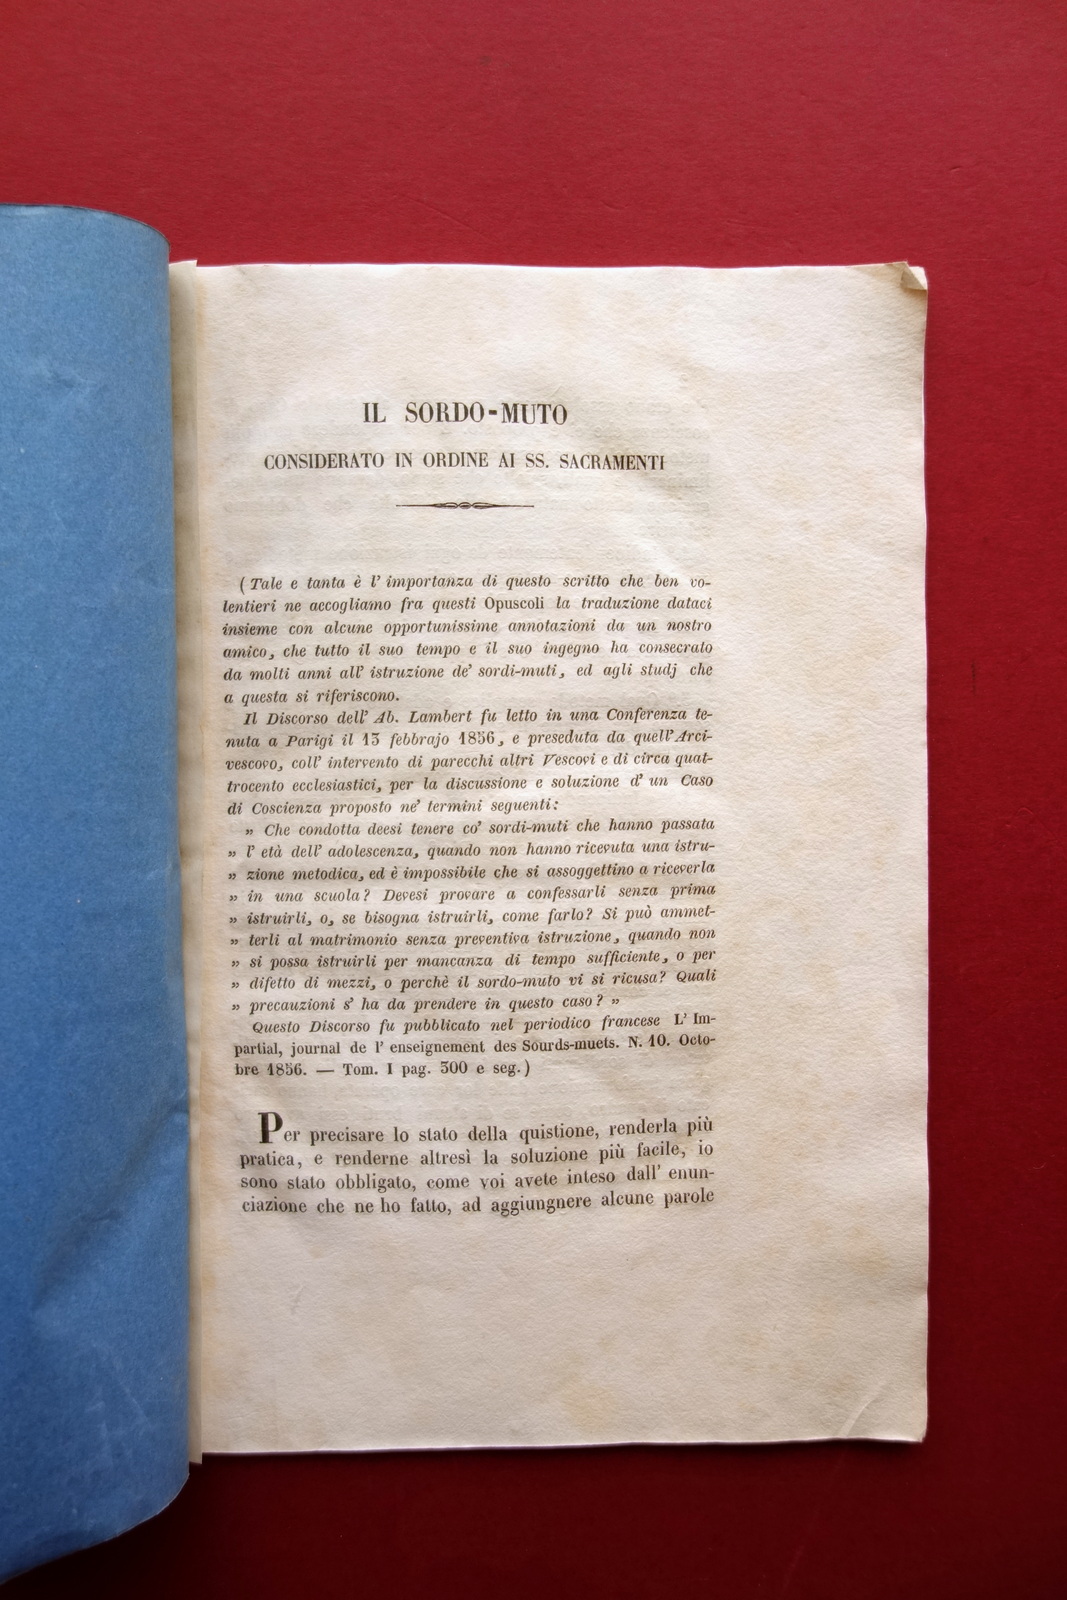 IL SORDO-MUTO
CONSIDERATO IN ORDINE AI SS. SACRAMENTI
( Tale e tanta è l' importanza di questo scritto che ben vo-
lentieri ne accogliamo fra questi Opuscoli la traduzione dataci
insieme con alcune opportunissime annotazioni da un nostro
amico, che tutto il suo tempo e il suo ingegno ha consecrato
da molti anni all' istruzione de' sordi-muti, ed agli studj che
a questa si riferiscono.
Il Discorso dell' Ab. Lambert fu letto in una Conferenza te-
nuta a Parigi il 13 febbrajo 1856, e preseduta da quell'Arci-
vescovo, coll' intervento di parecchi altri Vescovi e di circa quat-
trocento ecclesiastici, per la discussione e soluzione d' un Caso
di Coscienza proposto ne' termini seguenti:
» Che condotta deesi tenere co' sordi-muti che hanno passata
» l' età dell' adolescenza, quando non hanno ricevuta una istru-
» zione metodica, ed è impossibile che si assoggettino a riceverla
» in una scuola? Devesi provare a confessarli senza prima
» istruirli, o, se bisogna istruirli, come farlo? Si può ammet-
» terli al matrimonio senza preventiva istruzione, quando non
» si possa istruirli per mancanza di tempo sufficiente, o per
» difetto di mezzi, o perchè il sordo-muto vi si ricusa? Quali
» precauzioni s' ha da prendere in questo caso? »
Questo Discorso fu pubblicato nel periodico francese L' Im-
partial, journal de l' enseignement des Sourds-muets. N. 10. Octo-
bre 1856. — Tom. I pag. 300 e seg.)
Per precisare lo stato della quistione, renderla più
pratica, e renderne altresì la soluzione più facile, io
sono stato obbligato, come voi avete inteso dall' enun-
ciazione che ne ho fatto, ad aggiungnere alcune parole